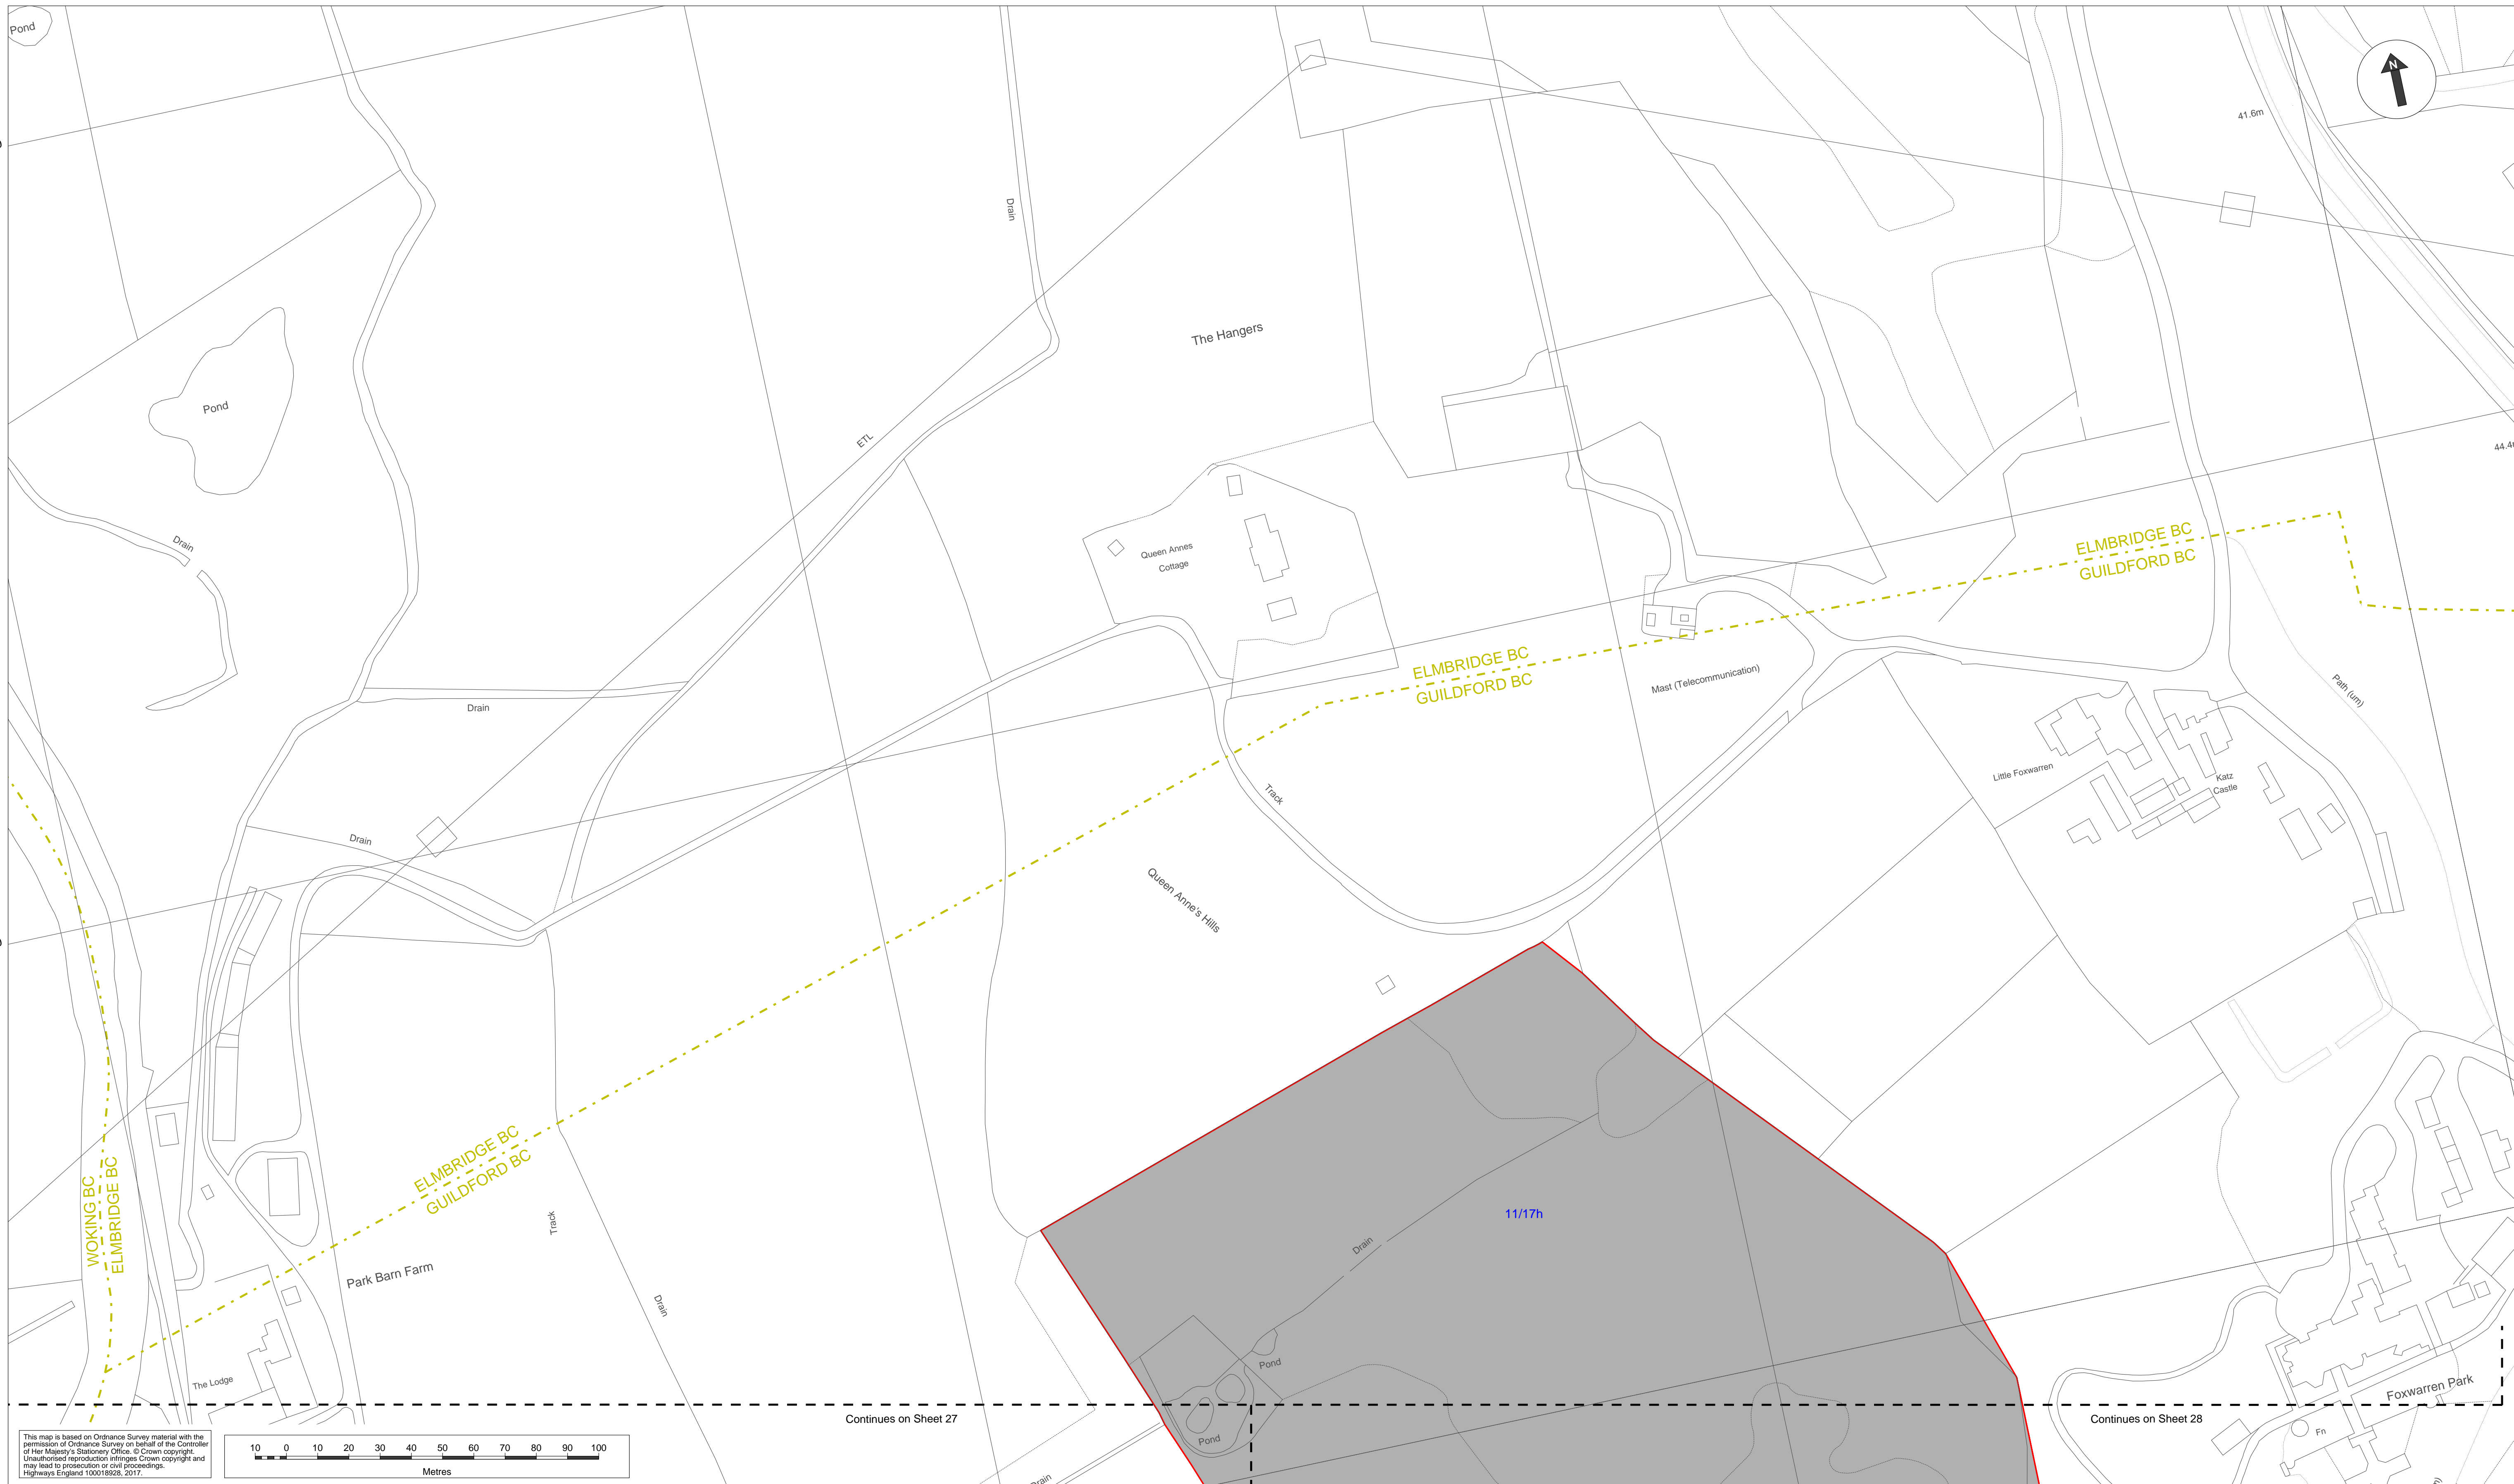 Pond
N
41.6m
Drain
The Hangers
Pond
ETL
44.4
Drain
Queen Annes
Cottage
ELMBRIDGE BC
GUILDFORD BC
ELMBRIDGE BC
GUILDFORD BC
Mast (Telecommunication)
Path (um)
Drain
Little Foxwarren
Katz
Castle
Track
Drain
Queen Anne's Hills
ELMBRIDGE BC
GUILDFORD BC
WOKING BC
ELMBRIDGE BC
Track
11/17h
Drain
Park Barn Farm
Drain
Pond
The Lodge
Foxwarren Park
Continues on Sheet 27
Continues on Sheet 28
Pond
Fn
Drain
This map is based on Ordnance Survey material with the
permission of Ordnance Survey on behalf of the Controller
of Her Majesty's Stationery Office. © Crown copyright.
Unauthorised reproduction infringes Crown copyright and
may lead to prosecution or civil proceedings.
Highways England 100018928, 2017.
10 0 10 20 30 40 50 60 70 80 90 100
Metres